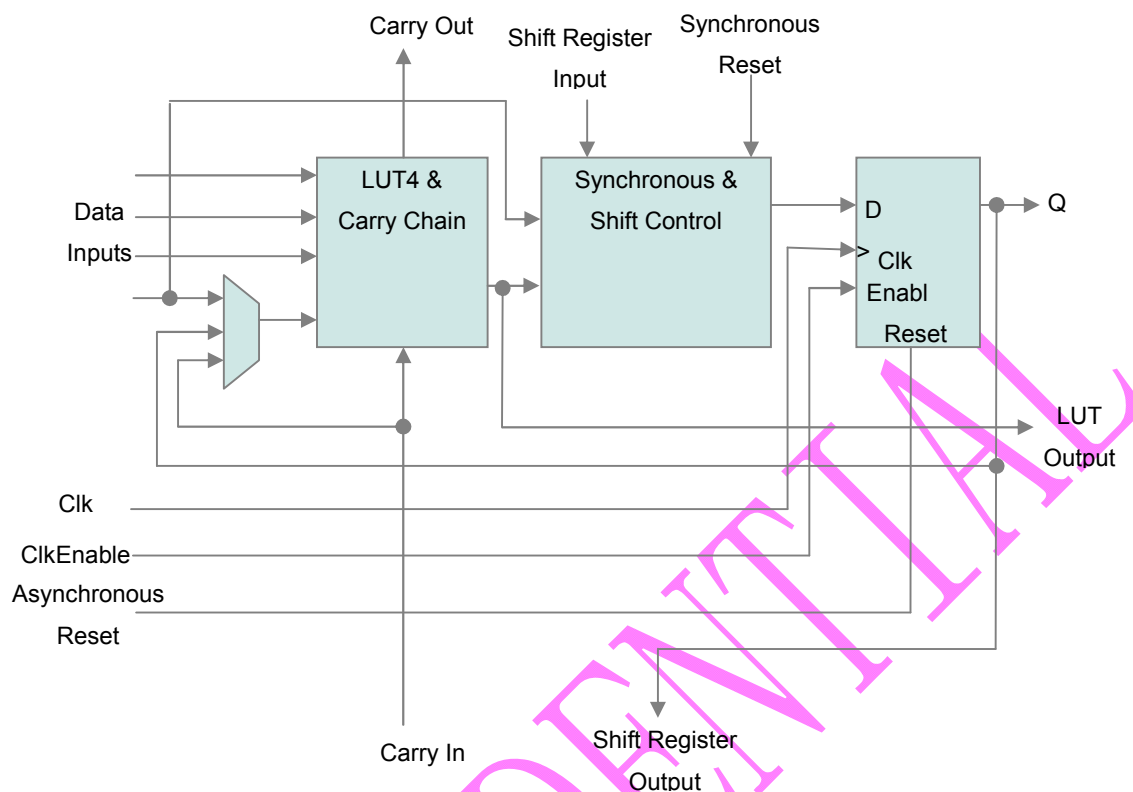 Carry Out
Shift Register
Input
Synchronous
Reset
Data
Inputs
LUT4 &
Carry Chain
Synchronous &
Shift Control
D
> Clk
Enabl
Reset
Q
LUT
Output
Clk
ClkEnable
Asynchronous
Reset
Carry In
Shift Register
Output